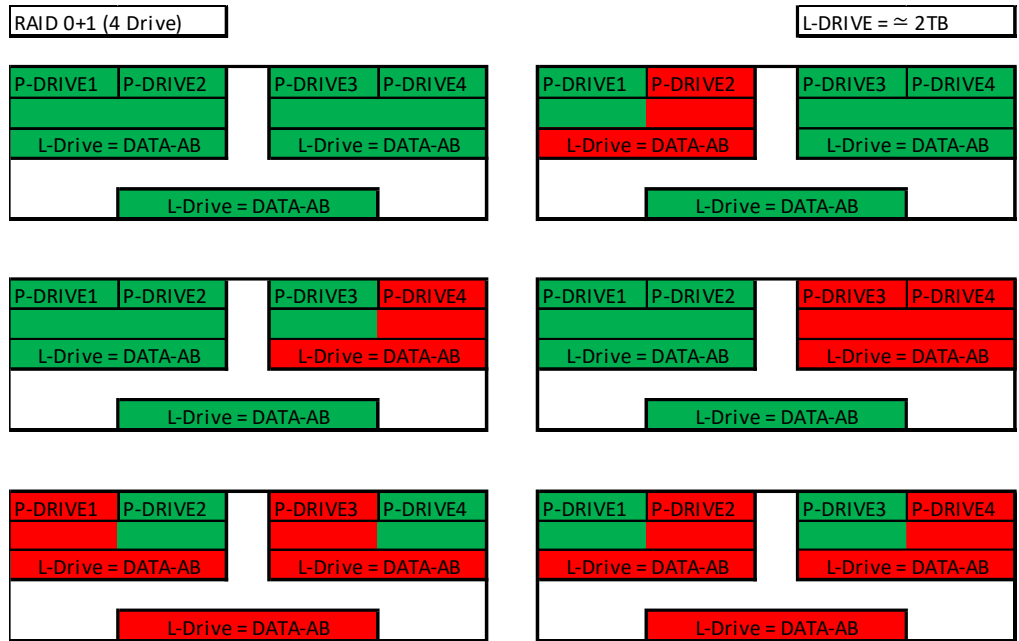 RAID 0+1 (4 Drive) L-DRIVE = ≃ 2TB
P-DRIVE1 P-DRIVE2 P-DRIVE3 P-DRIVE4 P-DRIVE1 P-DRIVE2 P-DRIVE3 P-DRIVE4
L-Drive = DATA-AB L-Drive = DATA-AB L-Drive = DATA-AB L-Drive = DATA-AB
L-Drive = DATA-AB L-Drive = DATA-AB
P-DRIVE1 P-DRIVE2 P-DRIVE3 P-DRIVE4 P-DRIVE1 P-DRIVE2 P-DRIVE3 P-DRIVE4
L-Drive = DATA-AB L-Drive = DATA-AB L-Drive = DATA-AB L-Drive = DATA-AB
L-Drive = DATA-AB L-Drive = DATA-AB
P-DRIVE1 P-DRIVE2 P-DRIVE3 P-DRIVE4 P-DRIVE1 P-DRIVE2 P-DRIVE3 P-DRIVE4
L-Drive = DATA-AB L-Drive = DATA-AB L-Drive = DATA-AB L-Drive = DATA-AB
L-Drive = DATA-AB L-Drive = DATA-AB